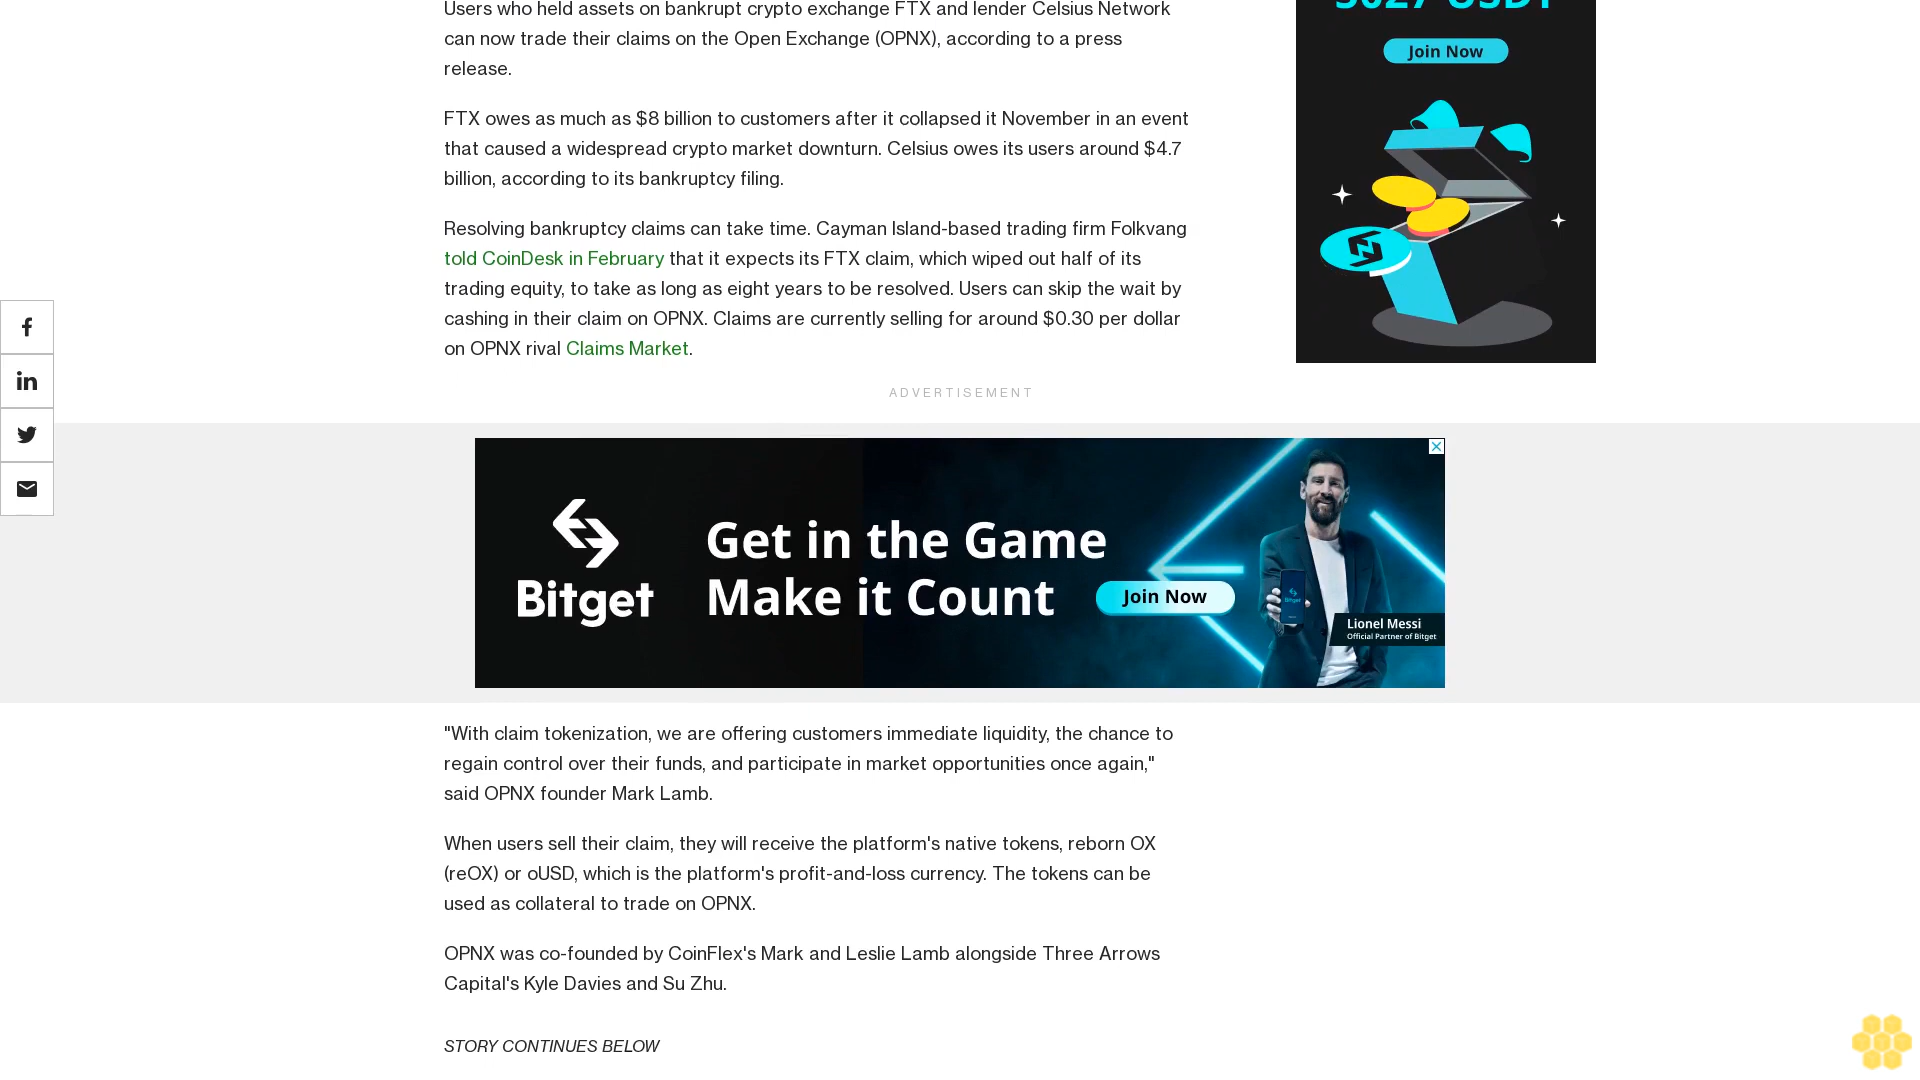 Users who held assets on bankrupt crypto exchange FTX and lender Celsius Network
can now trade their claims on the Open Exchange (OPNX), according to a press
release.
FTX owes as much as $8 billion to customers after it collapsed it November in an event
that caused a widespread crypto market downturn. Celsius owes its users around $4.7
billion, according to its bankruptcy filing.
Resolving bankruptcy claims can take time. Cayman Island-based trading firm Folkvang
told CoinDesk in February that it expects its FTX claim, which wiped out half of its
trading equity, to take as long as eight years to be resolved. Users can skip the wait by
cashing in their claim on OPNX. Claims are currently selling for around $0.30 per dollar
on OPNX rival Claims Market.
5027 USDT
Join Now
ADVERTISEMENT
Bitget
Get in the Game
Make it Count
Join Now
Bitget
Lionel Messi
Official Partner of Bitget
"With claim tokenization, we are offering customers immediate liquidity, the chance to
regain control over their funds, and participate in market opportunities once again,"
said OPNX founder Mark Lamb.
When users sell their claim, they will receive the platform's native tokens, reborn OX
(reOX) or oUSD, which is the platform's profit-and-loss currency. The tokens can be
used as collateral to trade on OPNX.
OPNX was co-founded by CoinFlex's Mark and Leslie Lamb alongside Three Arrows
Capital's Kyle Davies and Su Zhu.
STORY CONTINUES BELOW